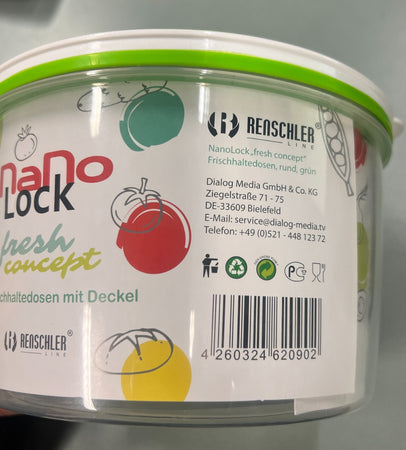 NaNo
Lock
fresh
concept
chhaltedosen mit Deckel
RENSCHLER
LINE
RENSCHLER
LINE
NanoLock „fresh concept"
Frischhaltedosen, rund, grün
Dialog Media GmbH & Co. KG
Ziegelstraße 71 - 75
DE-33609 Bielefeld
E-Mail: service@dialog-media.tv
Telefon: +49 (0)521 - 448 123 72
4 260324 620902